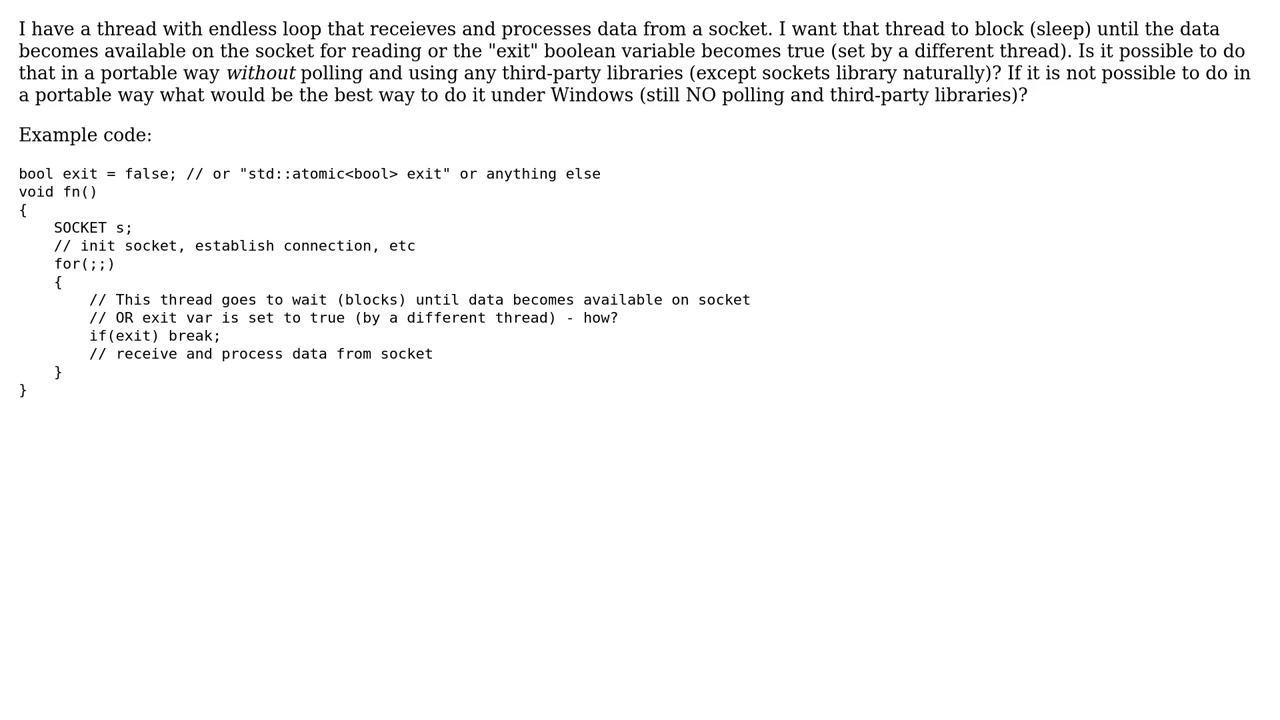 I have a thread with endless loop that receieves and processes data from a socket. I want that thread to block (sleep) until the data
becomes available on the socket for reading or the "exit" boolean variable becomes true (set by a different thread). Is it possible to do
that in a portable way without polling and using any third-party libraries (except sockets library naturally)? If it is not possible to do in
a portable way what would be the best way to do it under Windows (still NO polling and third-party libraries)?
Example code:
bool exit = false; // or "std::atomic<bool> exit" or anything else
void fn()
{
    SOCKET s;
    // init socket, establish connection, etc
    for(;;)
    {
        // This thread goes to wait (blocks) until data becomes available on socket
        // OR exit var is set to true (by a different thread) - how?
        if(exit) break;
        // receive and process data from socket
    }
}